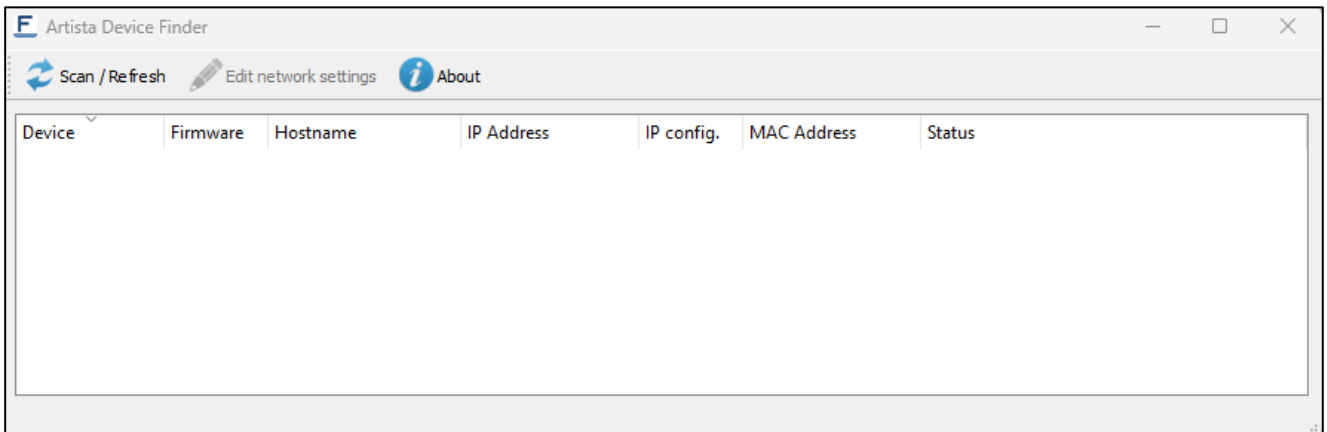 F Artista Device Finder
Scan / Refresh Edit network settings i About
Device Firmware Hostname IP Address IP config. MAC Address Status